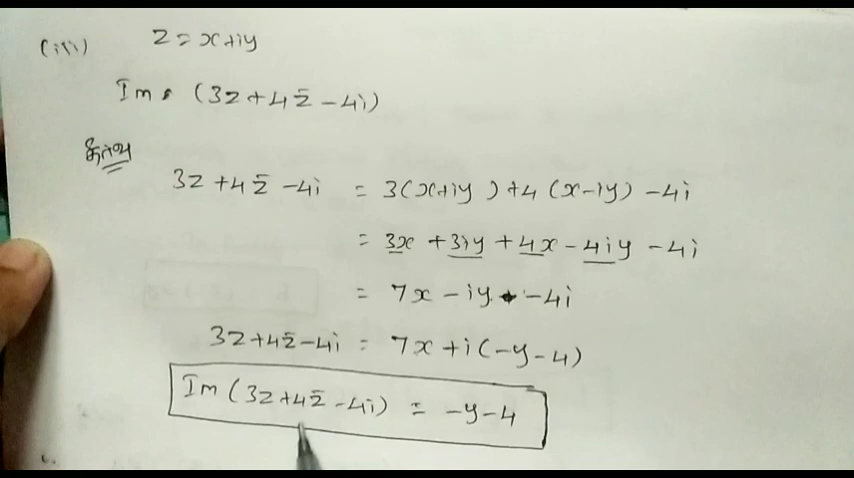 (iii) z = x+iy
Im (3z+4z̄-4i)
தீர்வு
3z+4z̄-4i = 3(x+iy)+4(x-iy)-4i
= 3x+3iy+4x-4iy-4i
= 7x-iy-4i
3z+4z̄-4i = 7x+i(-y-4)
Im(3z+4z̄-4i) = -y-4